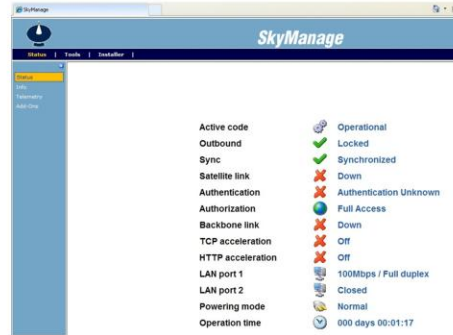 SkyManage
SkyManage
Status | Tools | Installer |
Status
Info
Telemetry
Add-Ons
Active code Operational
Outbound Locked
Sync Synchronized
Satellite link Down
Authentication Authentication Unknown
Authorization Full Access
Backbone link Down
TCP acceleration Off
HTTP acceleration Off
LAN port 1 100Mbps / Full duplex
LAN port 2 Closed
Powering mode Normal
Operation time 000 days 00:01:17